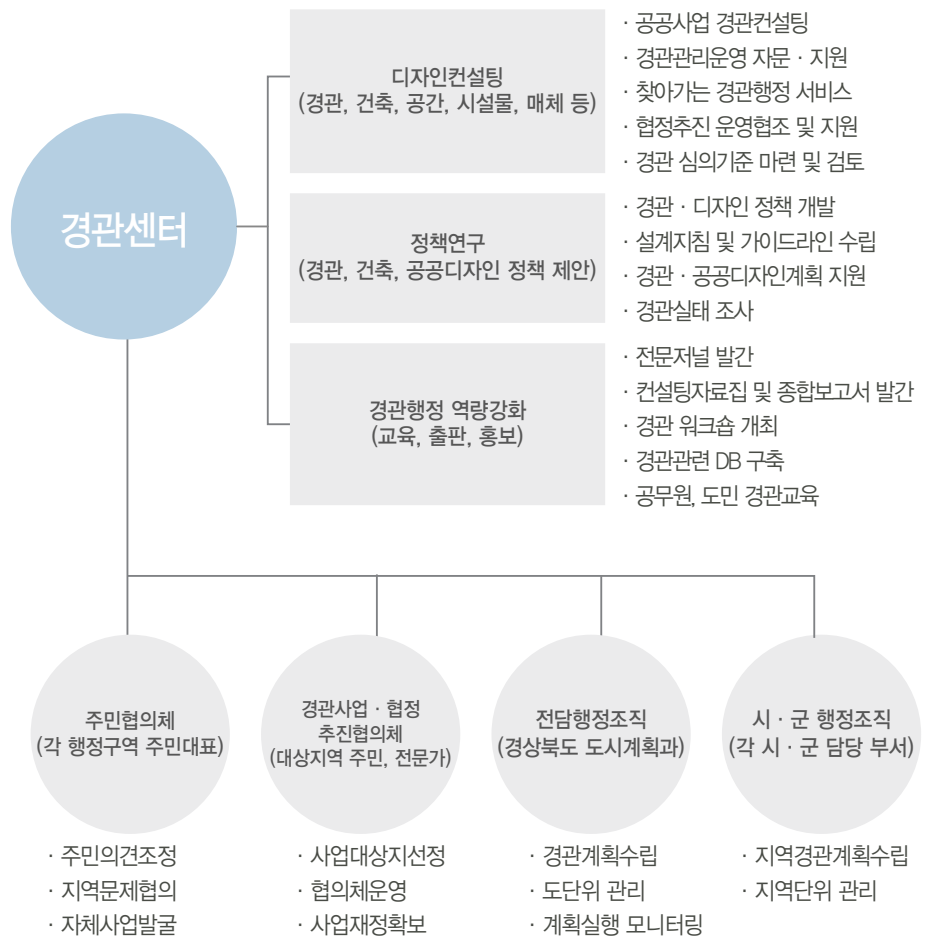 경관센터
디자인컨설팅
(경관, 건축, 공간, 시설물, 매체 등)
· 공공사업 경관컨설팅
· 경관관리운영 자문 · 지원
· 찾아가는 경관행정 서비스
· 협정추진 운영협조 및 지원
· 경관 심의기준 마련 및 검토
정책연구
(경관, 건축, 공공디자인 정책 제안)
· 경관 · 디자인 정책 개발
· 설계지침 및 가이드라인 수립
· 경관 · 공공디자인계획 지원
· 경관실태 조사
경관행정 역량강화
(교육, 출판, 홍보)
· 전문저널 발간
· 컨설팅자료집 및 종합보고서 발간
· 경관 워크숍 개최
· 경관관련 DB 구축
· 공무원, 도민 경관교육
주민협의체
(각 행정구역 주민대표)
· 주민의견조정
· 지역문제협의
· 자체사업발굴
경관사업 · 협정
추진협의체
(대상지역 주민, 전문가)
· 사업대상지선정
· 협의체운영
· 사업재정확보
전담행정조직
(경상북도 도시계획과)
· 경관계획수립
· 도단위 관리
· 계획실행 모니터링
시 · 군 행정조직
(각 시 · 군 담당 부서)
· 지역경관계획수립
· 지역단위 관리